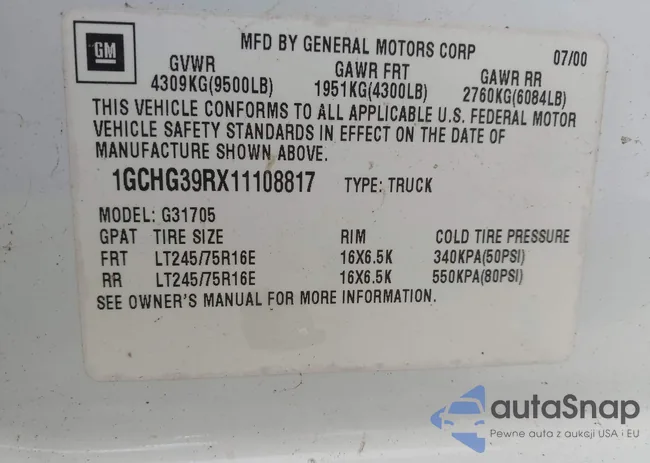 GM
MFD BY GENERAL MOTORS CORP 07/00
GVWR GAWR FRT GAWR RR
4309KG(9500LB) 1951KG(4300LB) 2760KG(6084LB)
THIS VEHICLE CONFORMS TO ALL APPLICABLE U.S. FEDERAL MOTOR
VEHICLE SAFETY STANDARDS IN EFFECT ON THE DATE OF
MANUFACTURE SHOWN ABOVE.
1GCHG39RX11108817 TYPE: TRUCK
MODEL: G31705
GPAT TIRE SIZE RIM COLD TIRE PRESSURE
FRT LT245/75R16E 16X6.5K 340KPA(50PSI)
RR LT245/75R16E 16X6.5K 550KPA(80PSI)
SEE OWNER'S MANUAL FOR MORE INFORMATION.
autaSnap
Pewne auta z aukcji USA i EU